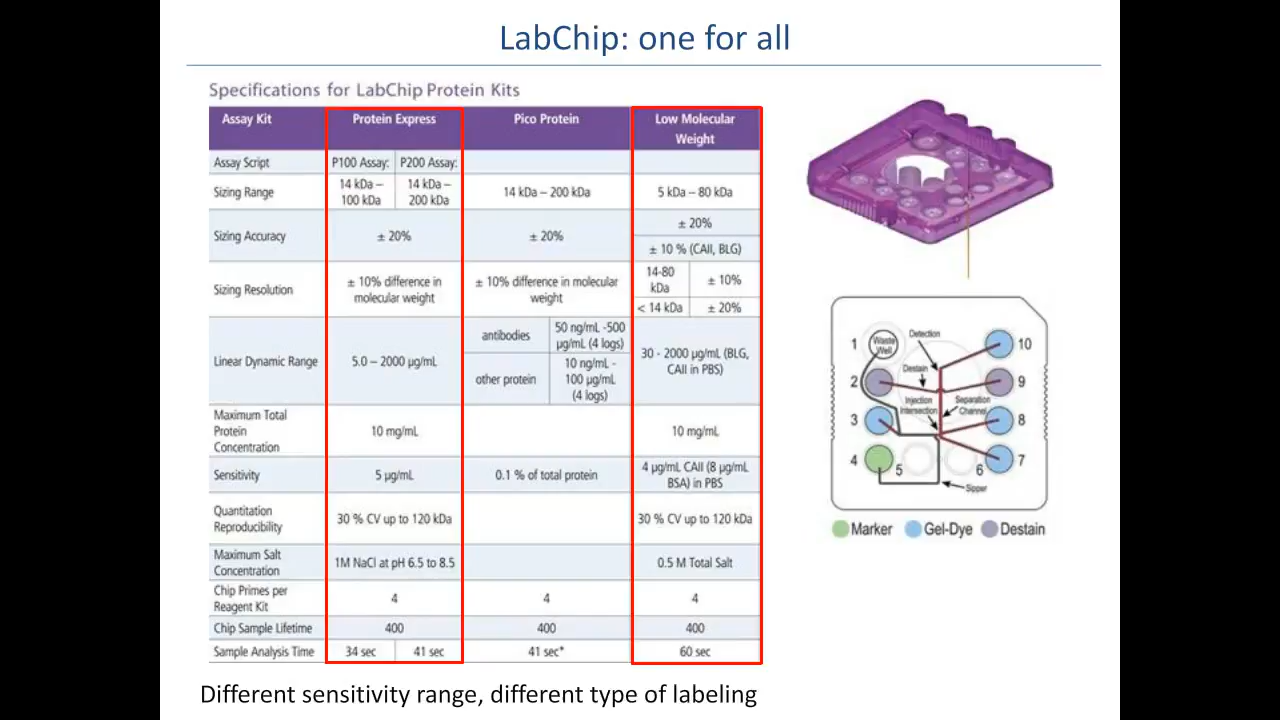 LabChip: one for all
Specifications for LabChip Protein Kits
Assay Kit Protein Express Pico Protein Low Molecular
Weight
Assay Script P100 Assay: P200 Assay:
Sizing Range 14 kDa – 100 kDa 14 kDa – 200 kDa 14 kDa – 200 kDa 5 kDa – 80 kDa
Sizing Accuracy ± 20% ± 20% ± 20%
± 10 % (CAII, BLG)
Sizing Resolution ± 10% difference in molecular weight ± 10% difference in molecular weight 14-80 kDa ± 10%
< 14 kDa ± 20%
Linear Dynamic Range 5.0 – 2000 µg/mL antibodies 50 ng/mL -500 µg/mL (4 logs) 30 - 2000 µg/mL (BLG, CAII in PBS)
other protein 10 ng/mL - 100 µg/mL (4 logs)
Maximum Total Protein Concentration 10 mg/mL 10 mg/mL
Sensitivity 5 µg/mL 0.1 % of total protein 4 µg/mL CAII (8 µg/mL BSA) in PBS
Quantitation Reproducibility 30 % CV up to 120 kDa 30 % CV up to 120 kDa
Maximum Salt Concentration 1M NaCl at pH 6.5 to 8.5 0.5 M Total Salt
Chip Primes per Reagent Kit 4 4 4
Chip Sample Lifetime 400 400 400
Sample Analysis Time 34 sec 41 sec 41 sec* 60 sec
Detection
1 Waste Well 10
Destain
2 9
Injection Intersection
Separation Channel
3 8
4 5 6 7
Sipper
Marker Gel-Dye Destain
Different sensitivity range, different type of labeling